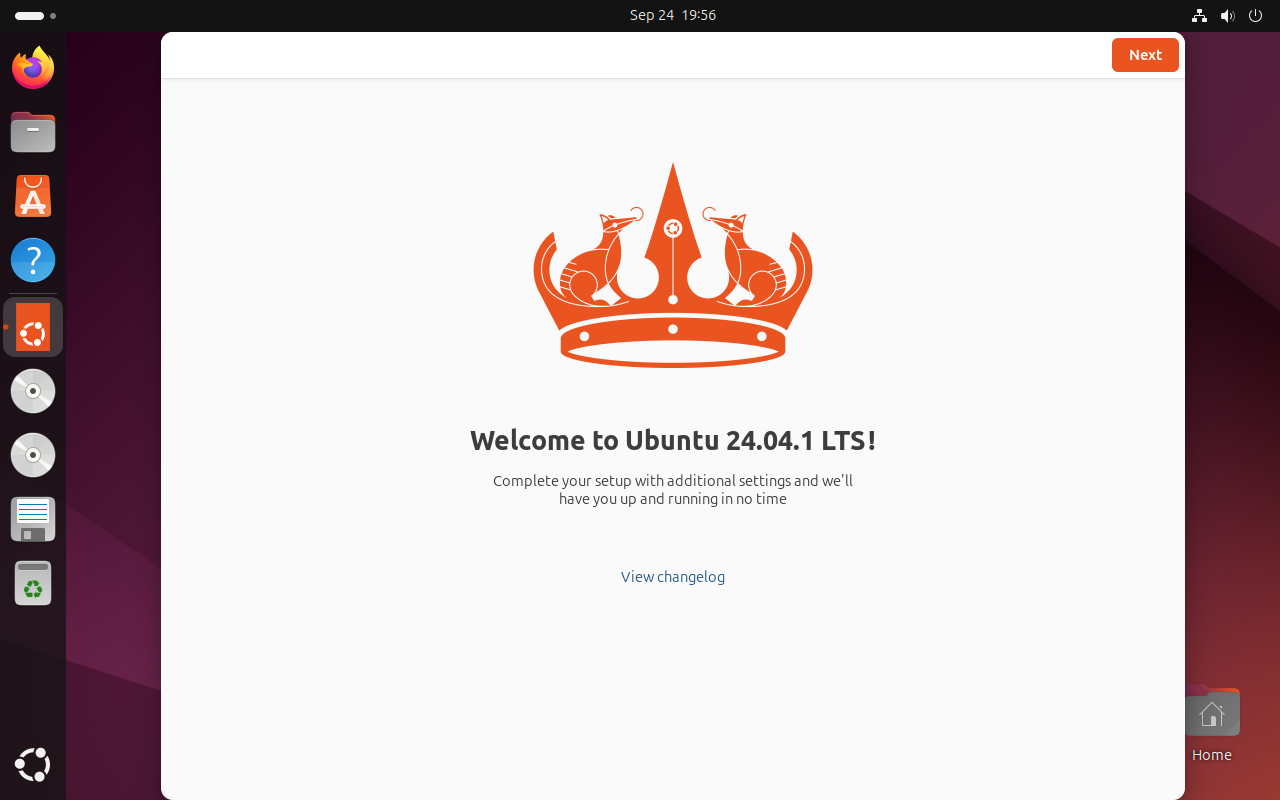 Sep 24 19:56
Next
Welcome to Ubuntu 24.04.1 LTS!
Complete your setup with additional settings and we'll
have you up and running in no time
View changelog
Home